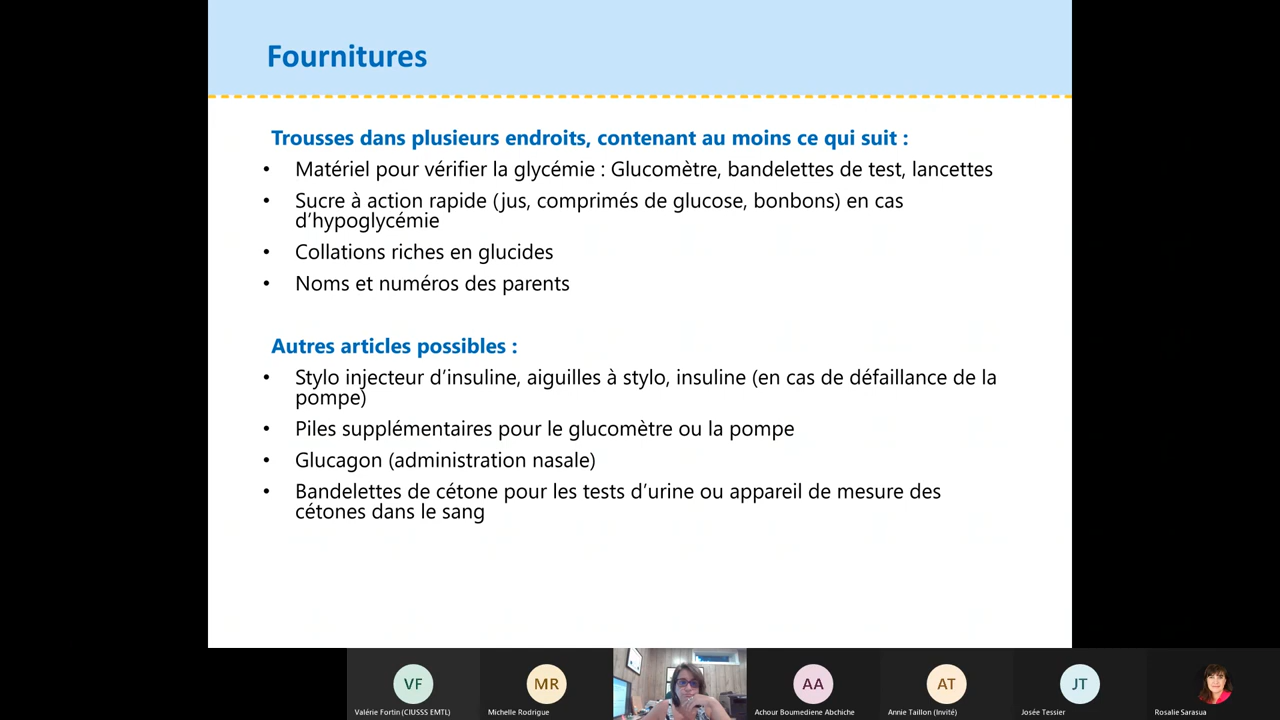 Fournitures
Trousses dans plusieurs endroits, contenant au moins ce qui suit :
• Matériel pour vérifier la glycémie : Glucomètre, bandelettes de test, lancettes
• Sucre à action rapide (jus, comprimés de glucose, bonbons) en cas
d’hypoglycémie
• Collations riches en glucides
• Noms et numéros des parents
Autres articles possibles :
• Stylo injecteur d’insuline, aiguilles à stylo, insuline (en cas de défaillance de la
pompe)
• Piles supplémentaires pour le glucomètre ou la pompe
• Glucagon (administration nasale)
• Bandelettes de cétone pour les tests d’urine ou appareil de mesure des
cétones dans le sang
VF
MR
AA
AT
JT
Valérie Fortin (CIUSSS EMTL)
Michelle Rodrigue
Achour Boumediene Abchiche
Annie Taillon (Invité)
Josée Tessier
Rosalie Sarasua